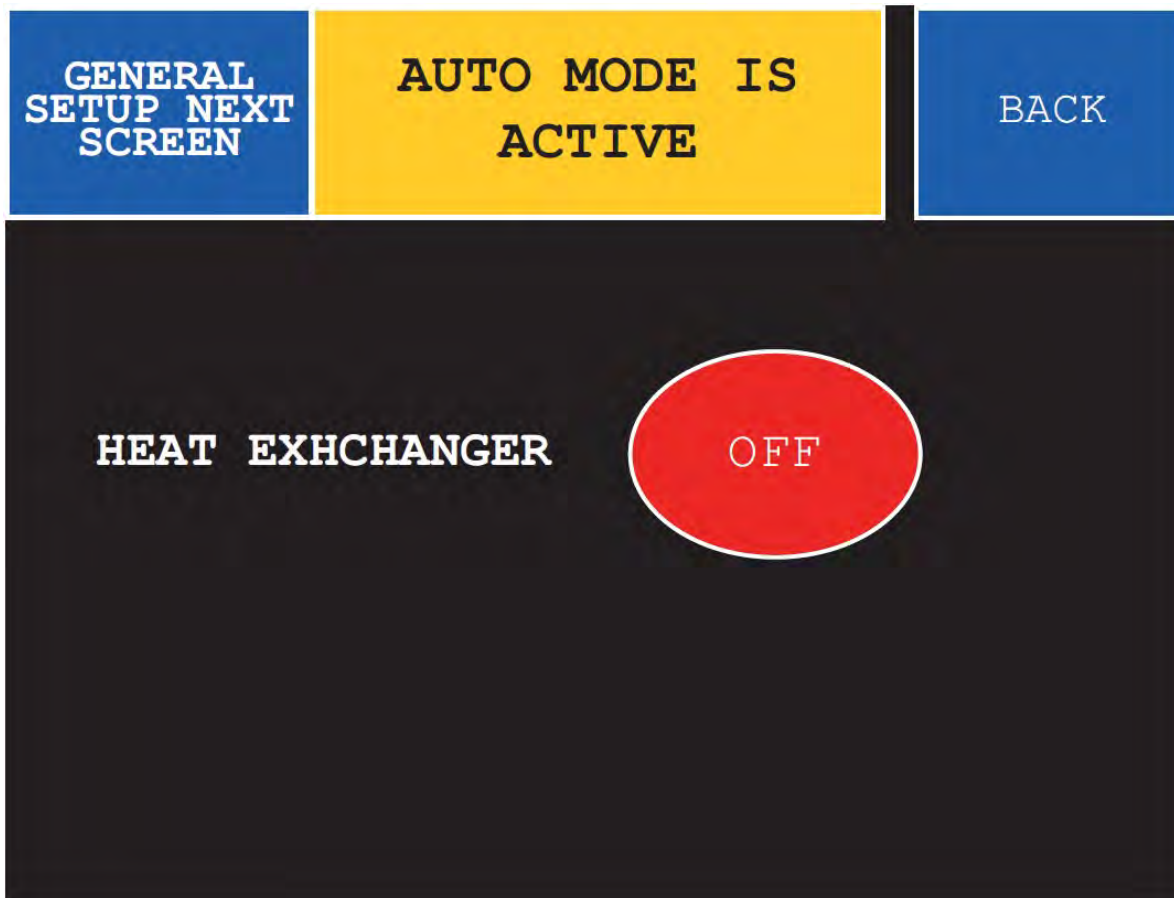 GENERAL
SETUP NEXT
SCREEN
AUTO MODE IS
ACTIVE
BACK
HEAT EXHCHANGER
OFF